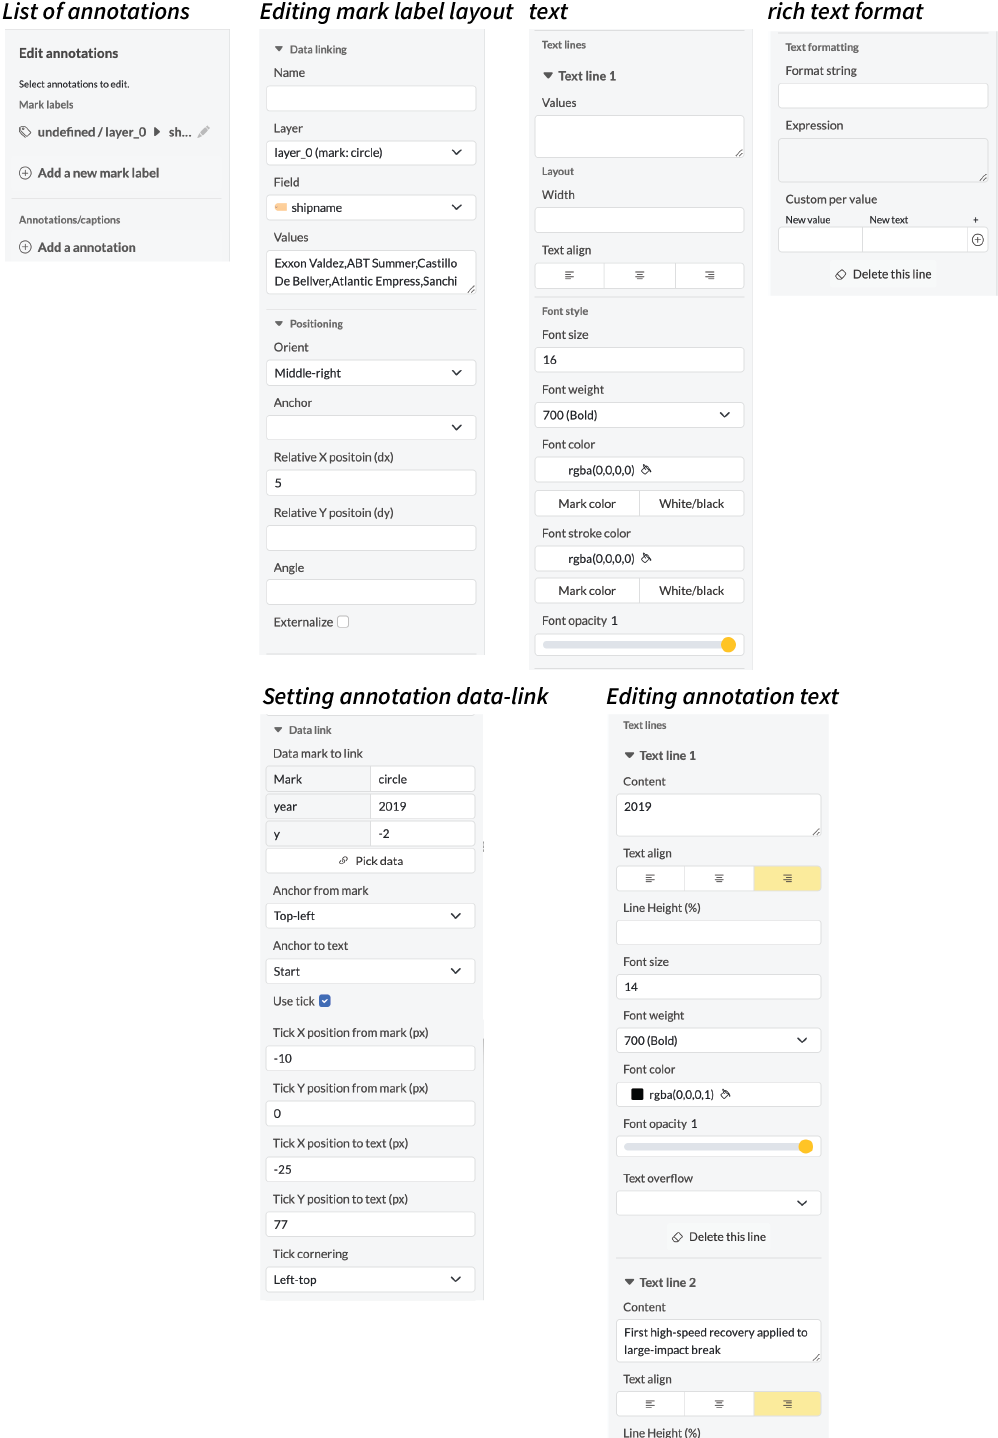 List of annotations
Edit annotations
Select annotations to edit.
Mark labels
undefined / layer_0 ▶ sh...
Add a new mark label
Annotations/captions
Add a annotation
Editing mark label layout
Data linking
Name
Layer
layer_0 (mark: circle)
Field
shipname
Values
Exxon Valdez,ABT Summer,Castillo
De Bellver,Atlantic Empress,Sanchi
Positioning
Orient
Middle-right
Anchor
Relative X positoin (dx)
5
Relative Y positoin (dy)
Angle
Externalize
text
Text lines
Text line 1
Values
Layout
Width
Text align
Font style
Font size
16
Font weight
700 (Bold)
Font color
rgba(0,0,0,0)
Mark color White/black
Font stroke color
rgba(0,0,0,0)
Mark color White/black
Font opacity 1
rich text format
Text formatting
Format string
Expression
Custom per value
New value New text +
Delete this line
Setting annotation data-link
Data link
Data mark to link
Mark circle
year 2019
y -2
Pick data
Anchor from mark
Top-left
Anchor to text
Start
Use tick
Tick X position from mark (px)
-10
Tick Y position from mark (px)
0
Tick X position to text (px)
-25
Tick Y position to text (px)
77
Tick cornering
Left-top
Editing annotation text
Text lines
Text line 1
Content
2019
Text align
Line Height (%)
Font size
14
Font weight
700 (Bold)
Font color
rgba(0,0,0,1)
Font opacity 1
Text overflow
Delete this line
Text line 2
Content
First high-speed recovery applied to
large-impact break
Text align
Line Height (%)